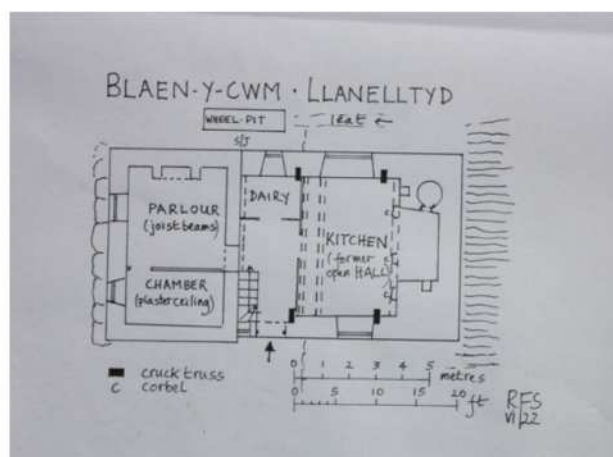 BLAEN-Y-CWM · LLANELLTYD
WHEEL-PIT
leat ←
S/J
DAIRY
PARLOUR
(joist beams)
KITCHEN
(former
open HALL)
CHAMBER
(plaster ceiling)
c
c
c
c
cruck truss
c corbel
0 1 2 3 4 5
metres
0 5 10 15 20
ft
RFS
VI/22